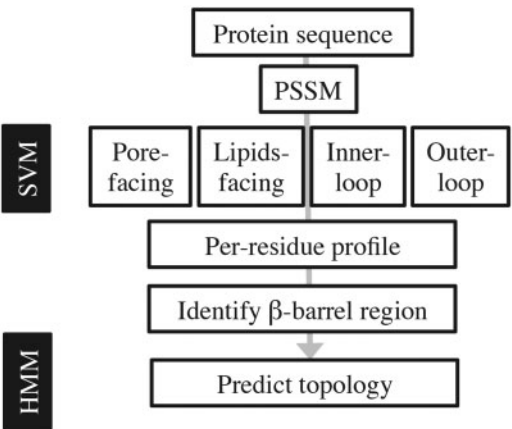 Protein sequence
PSSM
SVM
Pore-
facing
Lipids-
facing
Inner-
loop
Outer-
loop
Per-residue profile
Identify β-barrel region
HMM
Predict topology